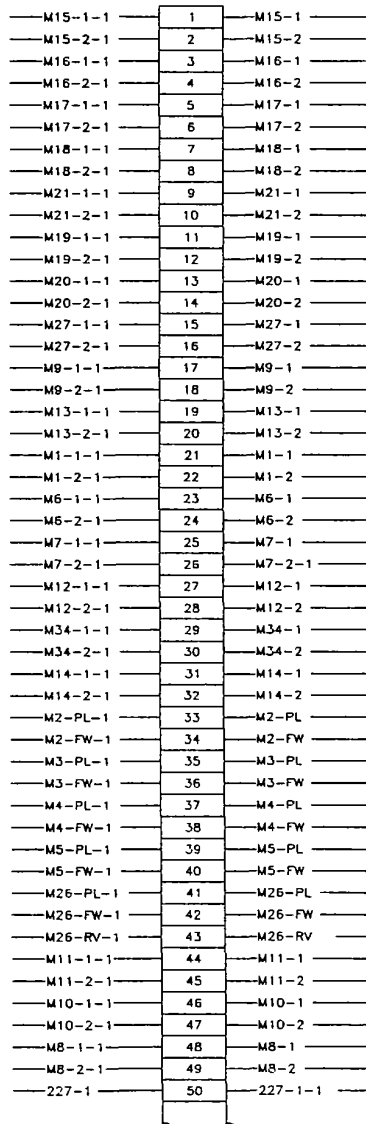 M15-1-1 1 M15-1
M15-2-1 2 M15-2
M16-1-1 3 M16-1
M16-2-1 4 M16-2
M17-1-1 5 M17-1
M17-2-1 6 M17-2
M18-1-1 7 M18-1
M18-2-1 8 M18-2
M21-1-1 9 M21-1
M21-2-1 10 M21-2
M19-1-1 11 M19-1
M19-2-1 12 M19-2
M20-1-1 13 M20-1
M20-2-1 14 M20-2
M27-1-1 15 M27-1
M27-2-1 16 M27-2
M9-1-1 17 M9-1
M9-2-1 18 M9-2
M13-1-1 19 M13-1
M13-2-1 20 M13-2
M1-1-1 21 M1-1
M1-2-1 22 M1-2
M6-1-1 23 M6-1
M6-2-1 24 M6-2
M7-1-1 25 M7-1
M7-2-1 26 M7-2-1
M12-1-1 27 M12-1
M12-2-1 28 M12-2
M34-1-1 29 M34-1
M34-2-1 30 M34-2
M14-1-1 31 M14-1
M14-2-1 32 M14-2
M2-PL-1 33 M2-PL
M2-FW-1 34 M2-FW
M3-PL-1 35 M3-PL
M3-FW-1 36 M3-FW
M4-PL-1 37 M4-PL
M4-FW-1 38 M4-FW
M5-PL-1 39 M5-PL
M5-FW-1 40 M5-FW
M26-PL-1 41 M26-PL
M26-FW-1 42 M26-FW
M26-RV-1 43 M26-RV
M11-1-1 44 M11-1
M11-2-1 45 M11-2
M10-1-1 46 M10-1
M10-2-1 47 M10-2
M8-1-1 48 M8-1
M8-2-1 49 M8-2
227-1 50 227-1-1